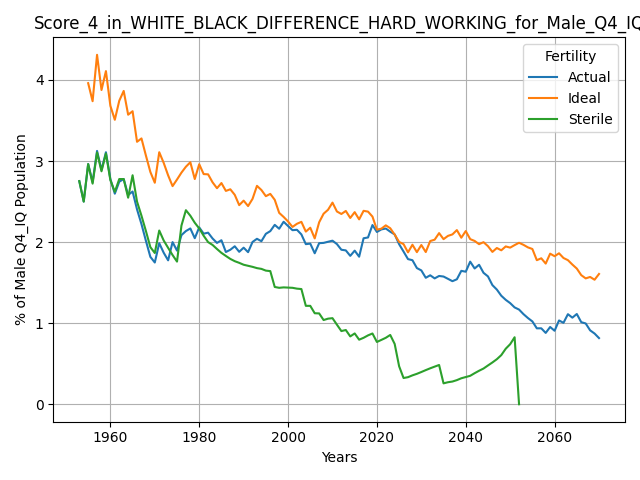 Score_4_in_WHITE_BLACK_DIFFERENCE_HARD_WORKING_for_Male_Q4_IQ
Fertility
Actual
Ideal
Sterile
% of Male Q4_IQ Population
4
3
2
1
0
1960 1980 2000 2020 2040 2060
Years